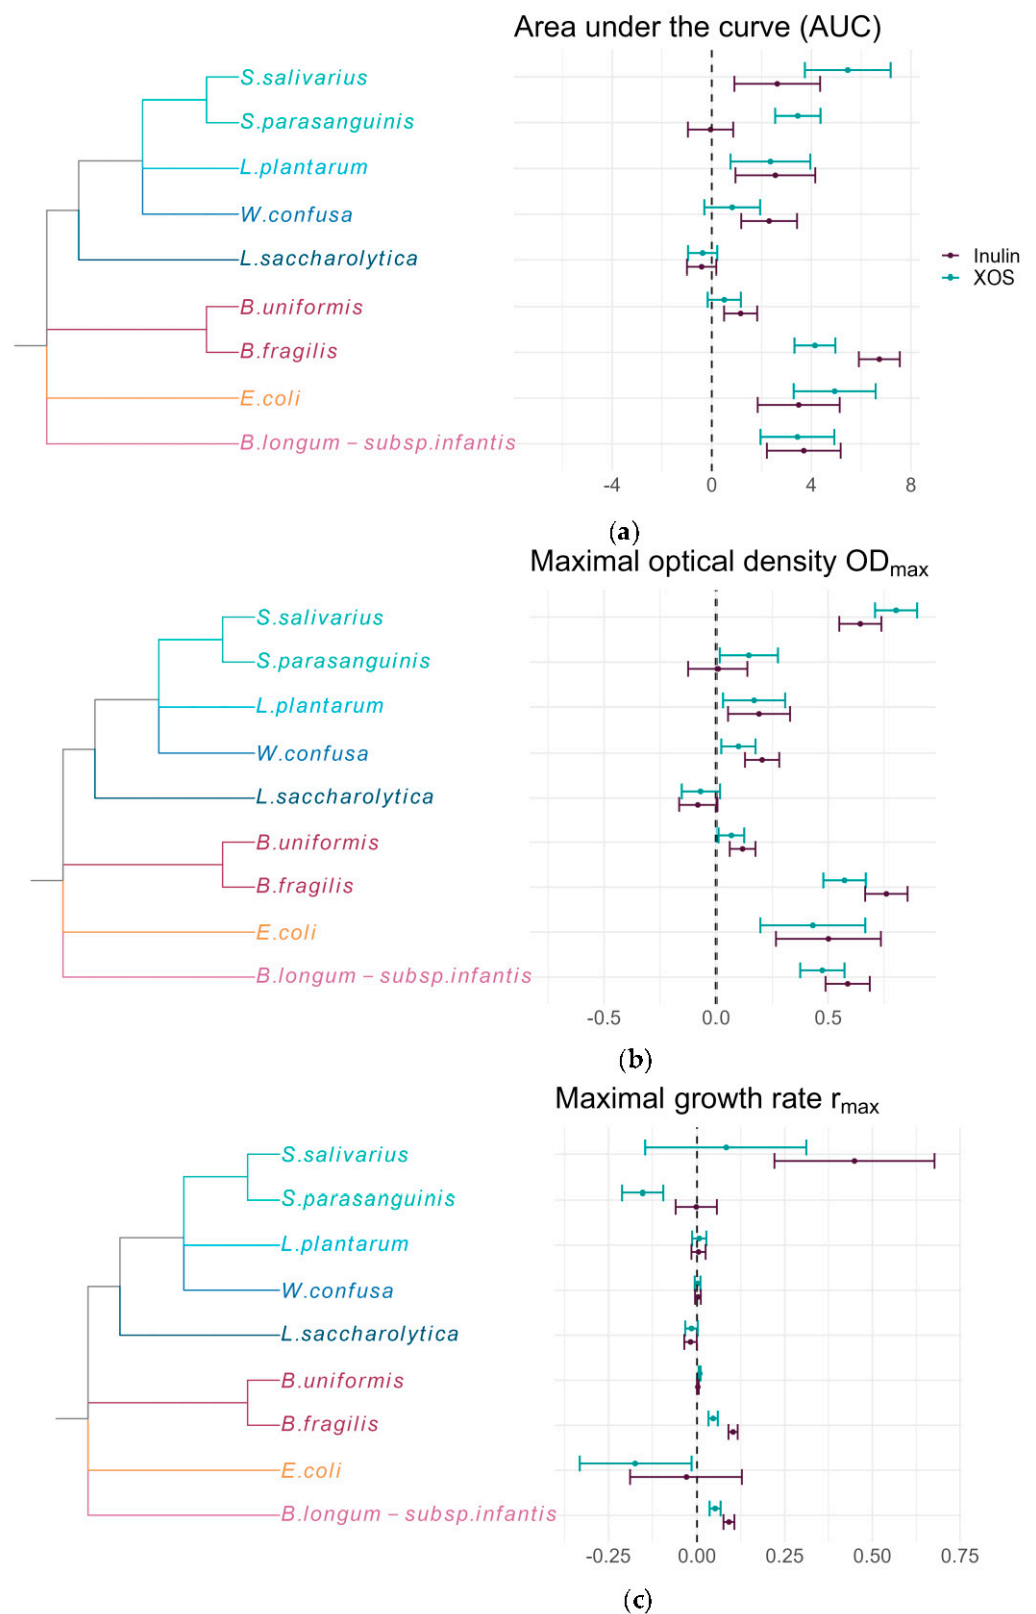 Area under the curve (AUC)
S.salivarius
S.parasanguinis
L.plantarum
W.confusa
L.saccharolytica
B.uniformis
B.fragilis
E.coli
B.longum – subsp.infantis
Inulin
XOS
-4 0 4 8
(a)
Maximal optical density ODmax
S.salivarius
S.parasanguinis
L.plantarum
W.confusa
L.saccharolytica
B.uniformis
B.fragilis
E.coli
B.longum – subsp.infantis
-0.5 0.0 0.5
(b)
Maximal growth rate rmax
S.salivarius
S.parasanguinis
L.plantarum
W.confusa
L.saccharolytica
B.uniformis
B.fragilis
E.coli
B.longum – subsp.infantis
-0.25 0.00 0.25 0.50 0.75
(c)